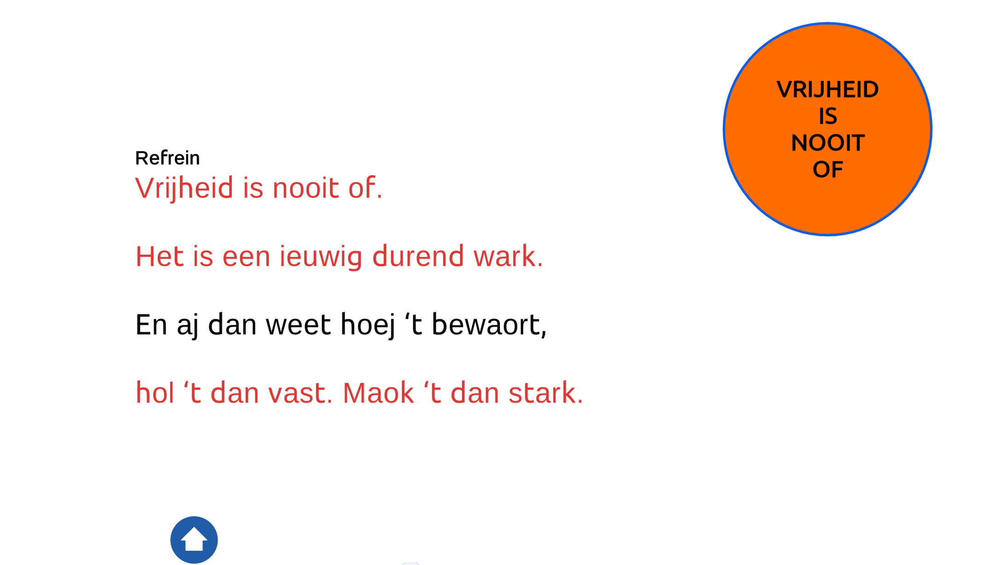 VRIJHEID
IS
NOOIT
OF
Refrein
Vrijheid is nooit of.
Het is een ieuwig durend wark.
En aj dan weet hoej ‘t bewaort,
hol ‘t dan vast. Maok ‘t dan stark.